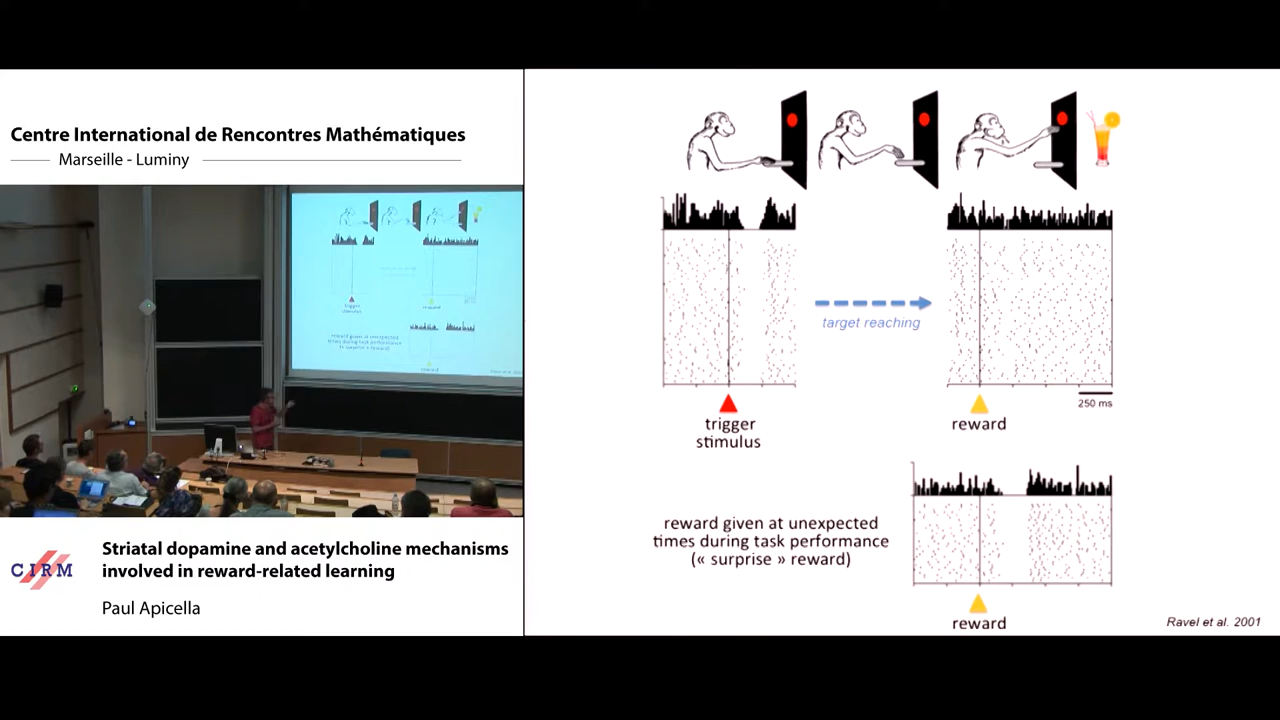 Centre International de Rencontres Mathématiques
Marseille - Luminy
CIRM
Striatal dopamine and acetylcholine mechanisms
involved in reward-related learning
Paul Apicella
target reaching
250 ms
trigger
stimulus
reward
reward given at unexpected
times during task performance
(« surprise » reward)
reward
Ravel et al. 2001